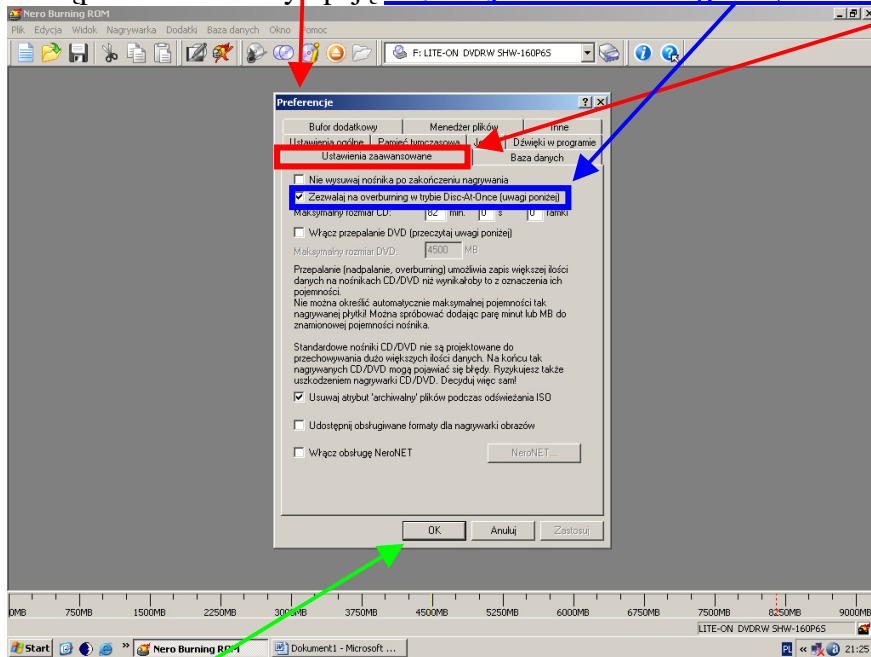 Nero Burning ROM
Plik Edycja Widok Nagrywarka Dodatki Baza danych Okno Pomoc
F: LITE-ON DVDRW SHW-160P6S
Preferencje
Bufor dodatkowy Menedżer plików Inne
Ustawienia ogólne Pamięć tymczasowa Dźwięki w programie
Ustawienia zaawansowane Baza danych
Nie wysuwaj nośnika po zakończeniu nagrywania
Zezwalaj na overburning w trybie Disc-At-Once (uwagi poniżej)
Maksymalny rozmiar CD: 82 min. 0 s 0 ramki
Włącz przepalanie DVD (przeczytaj uwagi poniżej)
Maksymalny rozmiar DVD: 4500 MB
Przepalanie (nadpalanie, overburning) umożliwia zapis większej ilości
danych na nośnikach CD/DVD niż wynikałoby to z oznaczenia ich
pojemności.
Nie można określić automatycznie maksymalnej pojemności tak
nagrywanej płytki! Można spróbować dodając parę minut lub MB do
znamionowej pojemności nośnika.
Standardowe nośniki CD/DVD nie są projektowane do
przechowywania dużo większych ilości danych. Na końcu tak
nagrywanych CD/DVD mogą pojawiać się błędy. Ryzykujesz także
uszkodzeniem nagrywarki CD/DVD. Decyduj więc sam!
Usuwaj atrybut 'archiwalny' plików podczas odświeżania ISO
Udostępnij obsługiwane formaty dla nagrywarki obrazów
Włącz obsługę NeroNET NeroNET...
OK Anuluj Zastosuj
0MB 750MB 1500MB 2250MB 3000MB 3750MB 4500MB 5250MB 6000MB 6750MB 7500MB 8250MB 9000MB
LITE-ON DVDRW SHW-160P6S
Start » Nero Burning ROM Dokument1 - Microsoft ... PL « 21:25